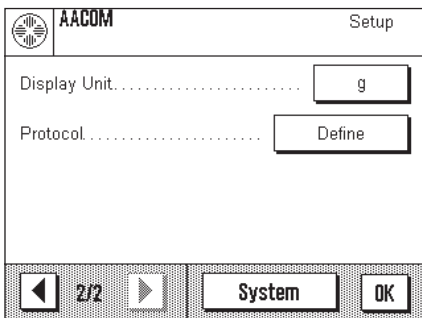 AACOM Setup
Display Unit........................ g
Protocol....................... Define
2/2 System OK